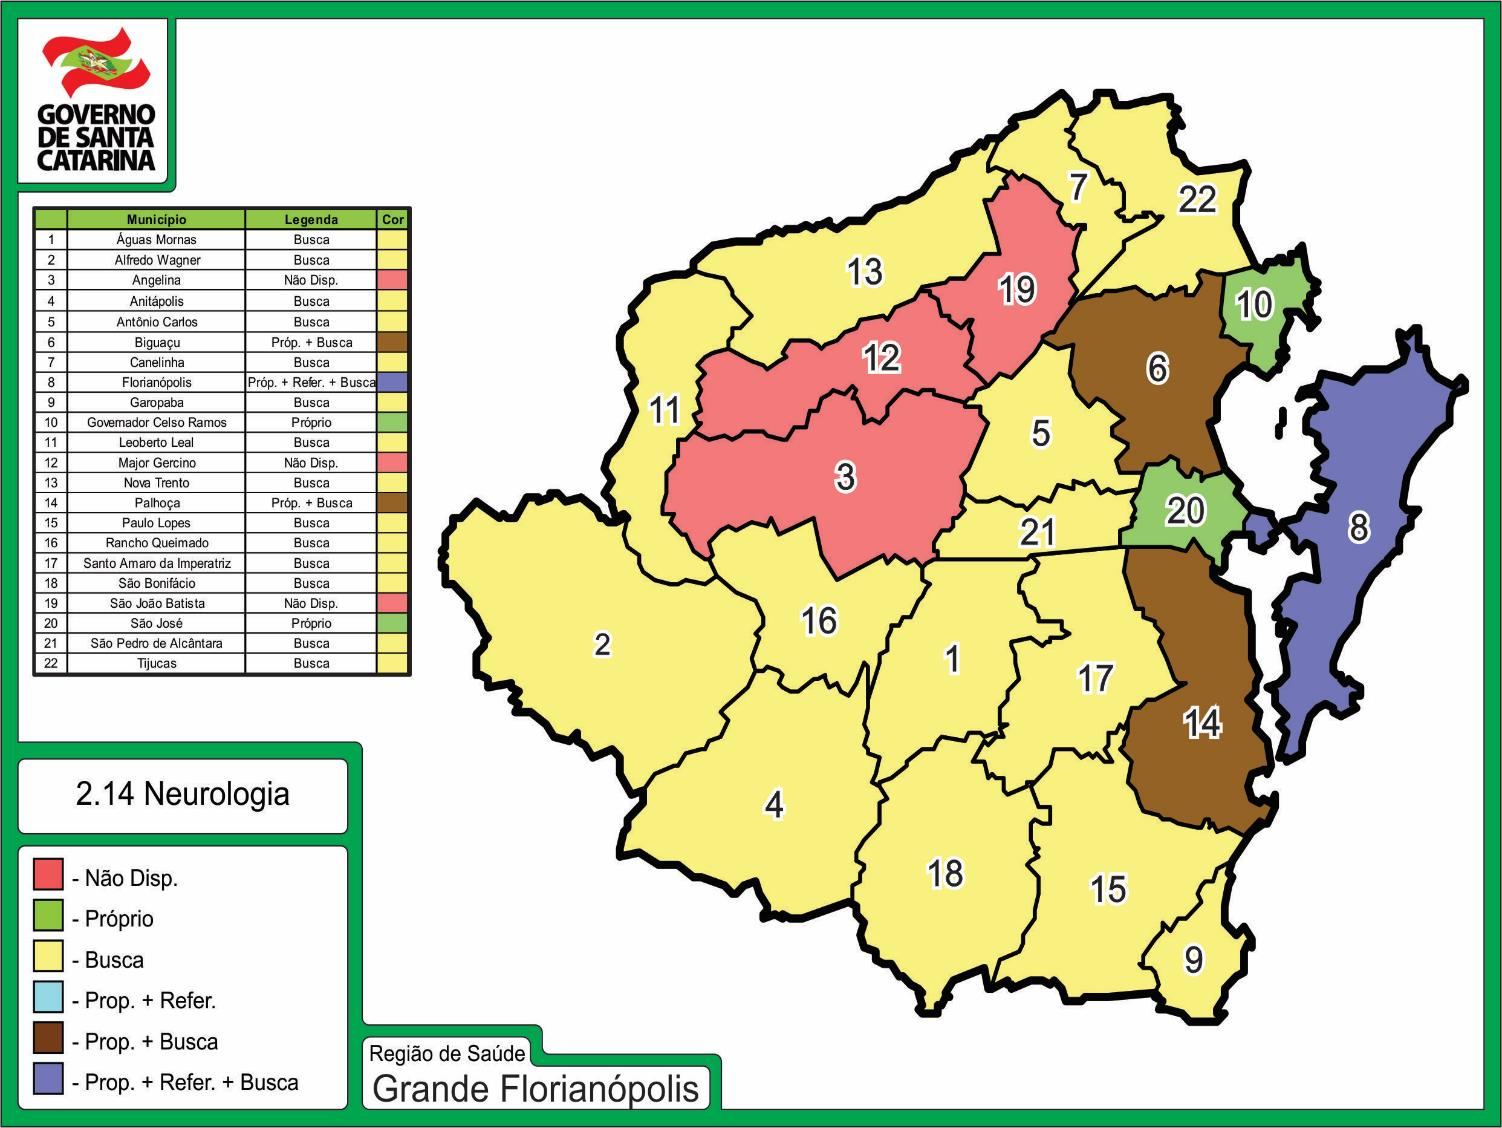 GOVERNO
DE SANTA
CATARINA
Município Legenda Cor
1 Águas Mornas Busca
2 Alfredo Wagner Busca
3 Angelina Não Disp.
4 Anitápolis Busca
5 Antônio Carlos Busca
6 Biguaçu Próp. + Busca
7 Canelinha Busca
8 Florianópolis Próp. + Refer. + Busca
9 Garopaba Busca
10 Governador Celso Ramos Próprio
11 Leoberto Leal Busca
12 Major Gercino Não Disp.
13 Nova Trento Busca
14 Palhoça Próp. + Busca
15 Paulo Lopes Busca
16 Rancho Queimado Busca
17 Santo Amaro da Imperatriz Busca
18 São Bonifácio Busca
19 São João Batista Não Disp.
20 São José Próprio
21 São Pedro de Alcântara Busca
22 Tijucas Busca
7
22
13
19
10
12
6
11
5
3
20
21
8
16
2
1
17
14
4
18
15
9
2.14 Neurologia
- Não Disp.
- Próprio
- Busca
- Prop. + Refer.
- Prop. + Busca
- Prop. + Refer. + Busca
Região de Saúde
Grande Florianópolis